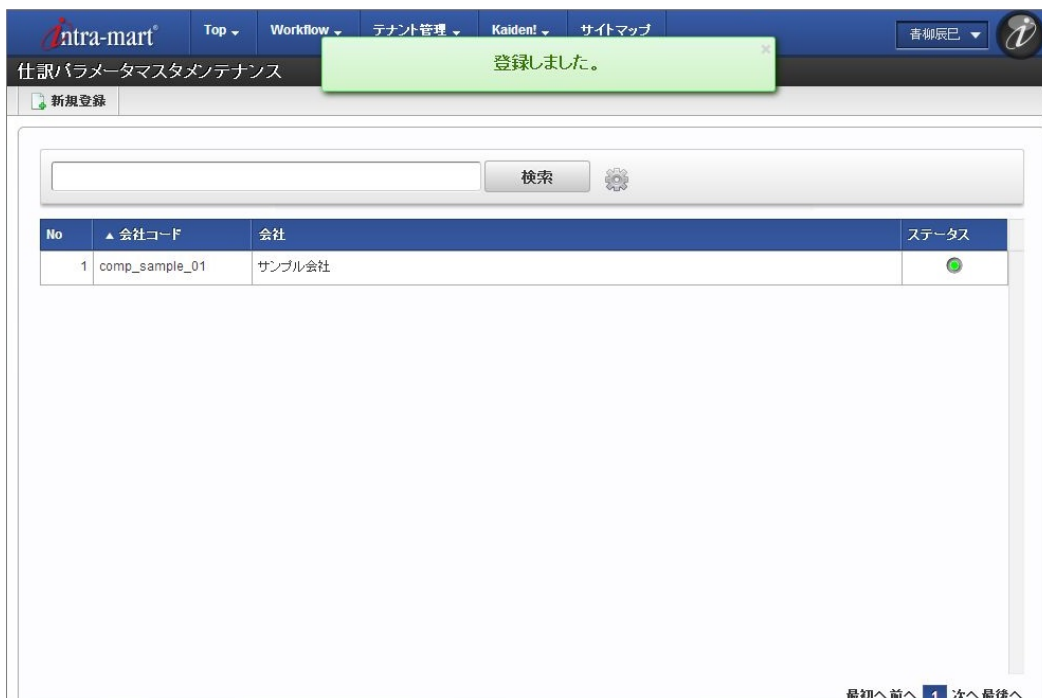 intra-mart® Top Workflow テナント管理 Kaiden! サイトマップ 青柳辰巳
登録しました。 ×
仕訳パラメータマスタメンテナンス
新規登録
検索
No ▲ 会社コード 会社 ステータス
1 comp_sample_01 サンプル会社
最初へ 前へ 1 次へ 最後へ